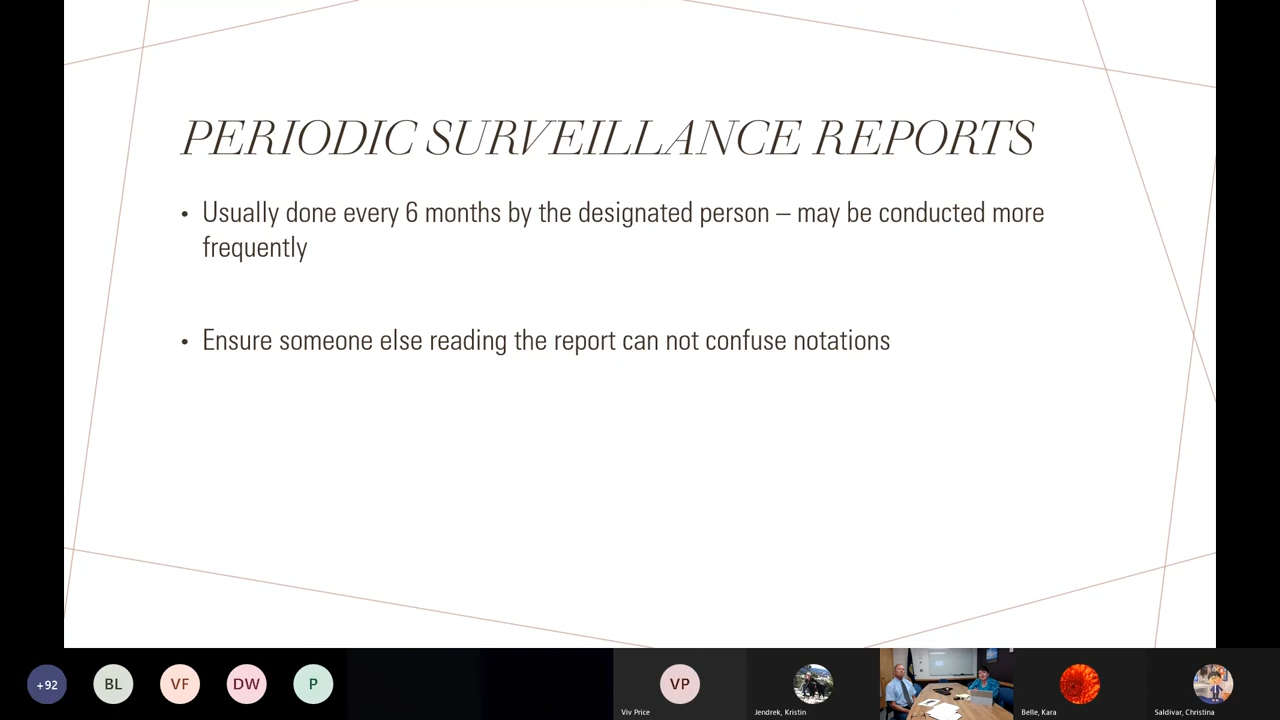 PERIODIC SURVEILLANCE REPORTS
• Usually done every 6 months by the designated person – may be conducted more
frequently
• Ensure someone else reading the report can not confuse notations
+92
BL
VF
DW
P
VP
Viv Price
Jendrek, Kristin
Belle, Kara
Saldivar, Christina